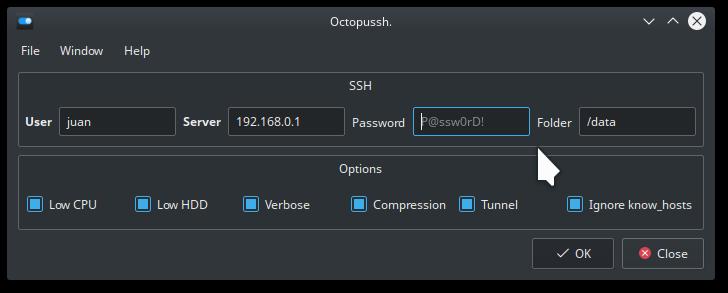 Octopussh.
File Window Help
SSH
User juan Server 192.168.0.1 Password P@ssw0rD! Folder /data
Options
Low CPU Low HDD Verbose Compression Tunnel Ignore know_hosts
OK Close